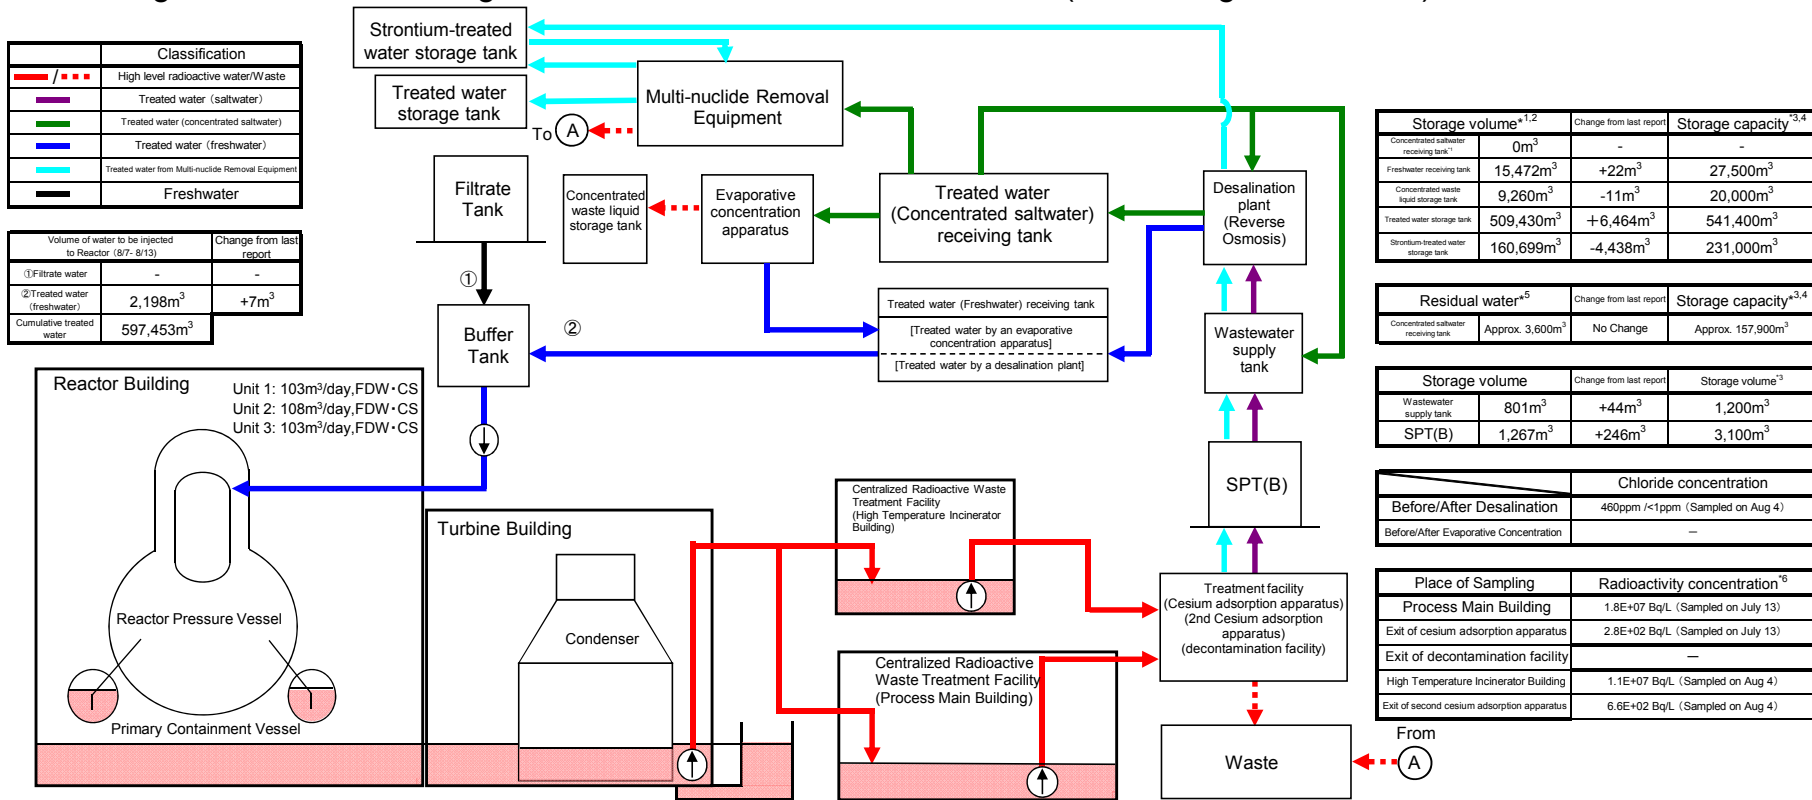 Classification
High level radioactive water/Waste
Treated water (saltwater)
Treated water (concentrated saltwater)
Treated water (freshwater)
Treated water from Multi-nuclide Removal Equipment
Freshwater
Volume of water to be injected
to Reactor (8/7- 8/13)
Change from last
report
①Filtrate water
-
-
②Treated water
(freshwater)
2,198m³
+7m³
Cumulative treated
water
597,453m³
Strontium-treated
water storage tank
Treated water
storage tank
To
A
Multi-nuclide Removal
Equipment
Filtrate
Tank
Concentrated
waste liquid
storage tank
Evaporative
concentration
apparatus
Treated water
(Concentrated saltwater)
receiving tank
Desalination
plant
(Reverse
Osmosis)
①
Buffer
Tank
②
Treated water (Freshwater) receiving tank
[Treated water by an evaporative
concentration apparatus]
[Treated water by a desalination plant]
Wastewater
supply
tank
SPT(B)
Reactor Building
Unit 1: 103m³/day,FDW・CS
Unit 2: 108m³/day,FDW・CS
Unit 3: 103m³/day,FDW・CS
Reactor Pressure Vessel
Primary Containment Vessel
Turbine Building
Condenser
Centralized Radioactive Waste
Treatment Facility
(High Temperature Incinerator
Building)
Centralized Radioactive
Waste Treatment Facility
(Process Main Building)
Treatment facility
(Cesium adsorption apparatus)
(2nd Cesium adsorption
apparatus)
(decontamination facility)
Waste
From
A
Storage volume*1,2
Change from last report
Storage capacity*3,4
Concentrated saltwater
receiving tank*1
0m³
-
-
Freshwater receiving tank
15,472m³
+22m³
27,500m³
Concentrated waste
liquid storage tank
9,260m³
-11m³
20,000m³
Treated water storage tank
509,430m³
+6,464m³
541,400m³
Strontium-treated water
storage tank
160,699m³
-4,438m³
231,000m³
Residual water*5
Change from last report
Storage capacity*3,4
Concentrated saltwater
receiving tank
Approx. 3,600m³
No Change
Approx. 157,900m³
Storage volume
Change from last report
Storage volume*3
Wastewater
supply tank
801m³
+44m³
1,200m³
SPT(B)
1,267m³
+246m³
3,100m³
Chloride concentration
Before/After Desalination
460ppm /<1ppm (Sampled on Aug 4)
Before/After Evaporative Concentration
－
Place of Sampling
Radioactivity concentration*6
Process Main Building
1.8E+07 Bq/L (Sampled on July 13)
Exit of cesium adsorption apparatus
2.8E+02 Bq/L (Sampled on July 13)
Exit of decontamination facility
—
High Temperature Incinerator Building
1.1E+07 Bq/L (Sampled on Aug 4)
Exit of second cesium adsorption apparatus
6.6E+02 Bq/L (Sampled on Aug 4)